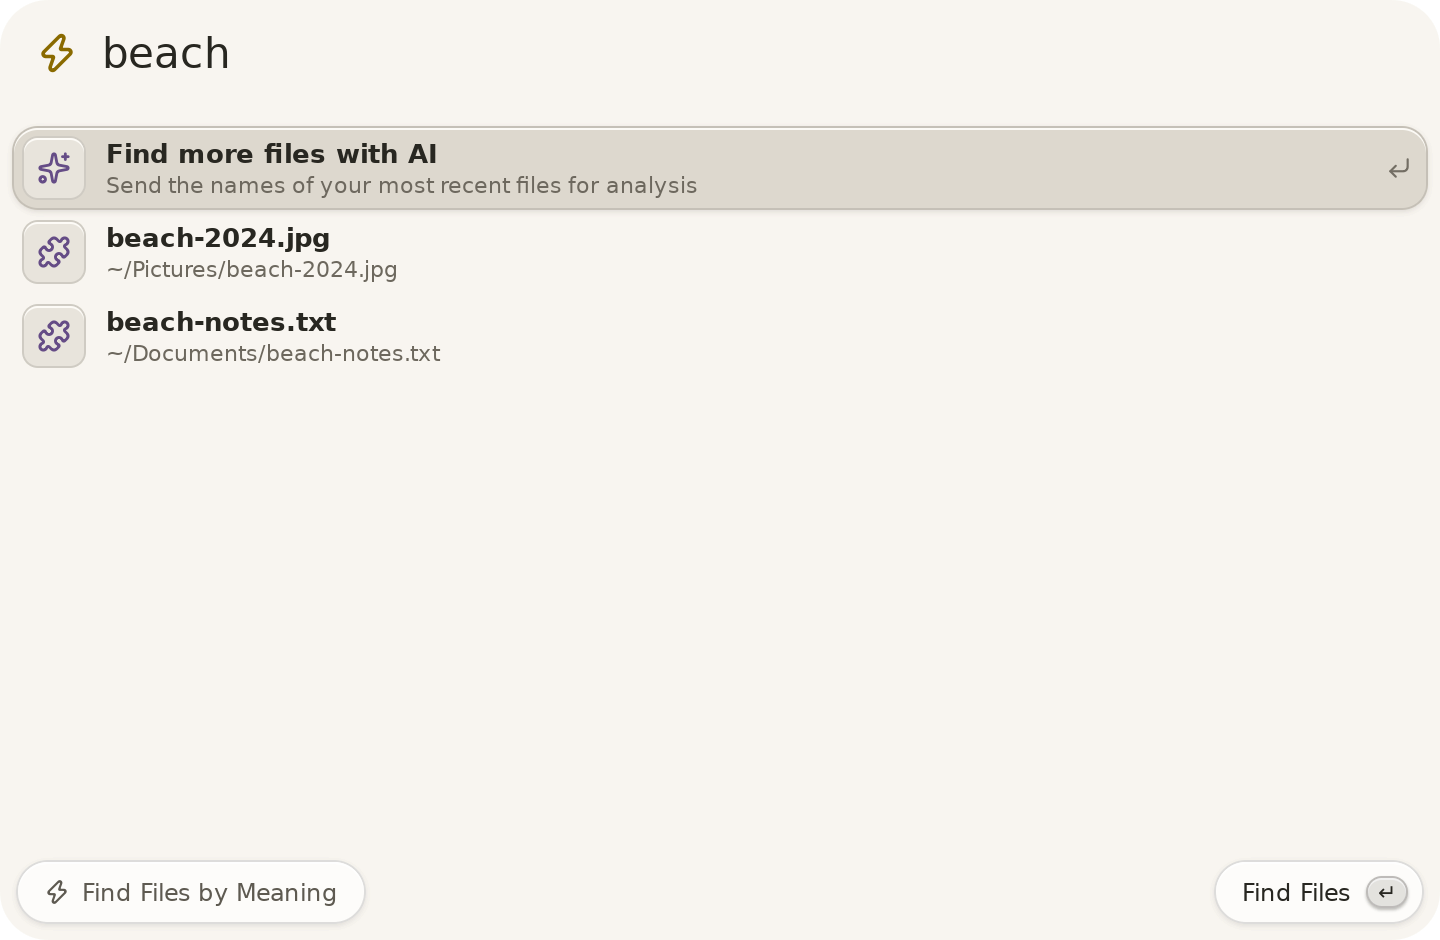 beach
Find more files with AI
Send the names of your most recent files for analysis
beach-2024.jpg
~/Pictures/beach-2024.jpg
beach-notes.txt
~/Documents/beach-notes.txt
Find Files by Meaning
Find Files